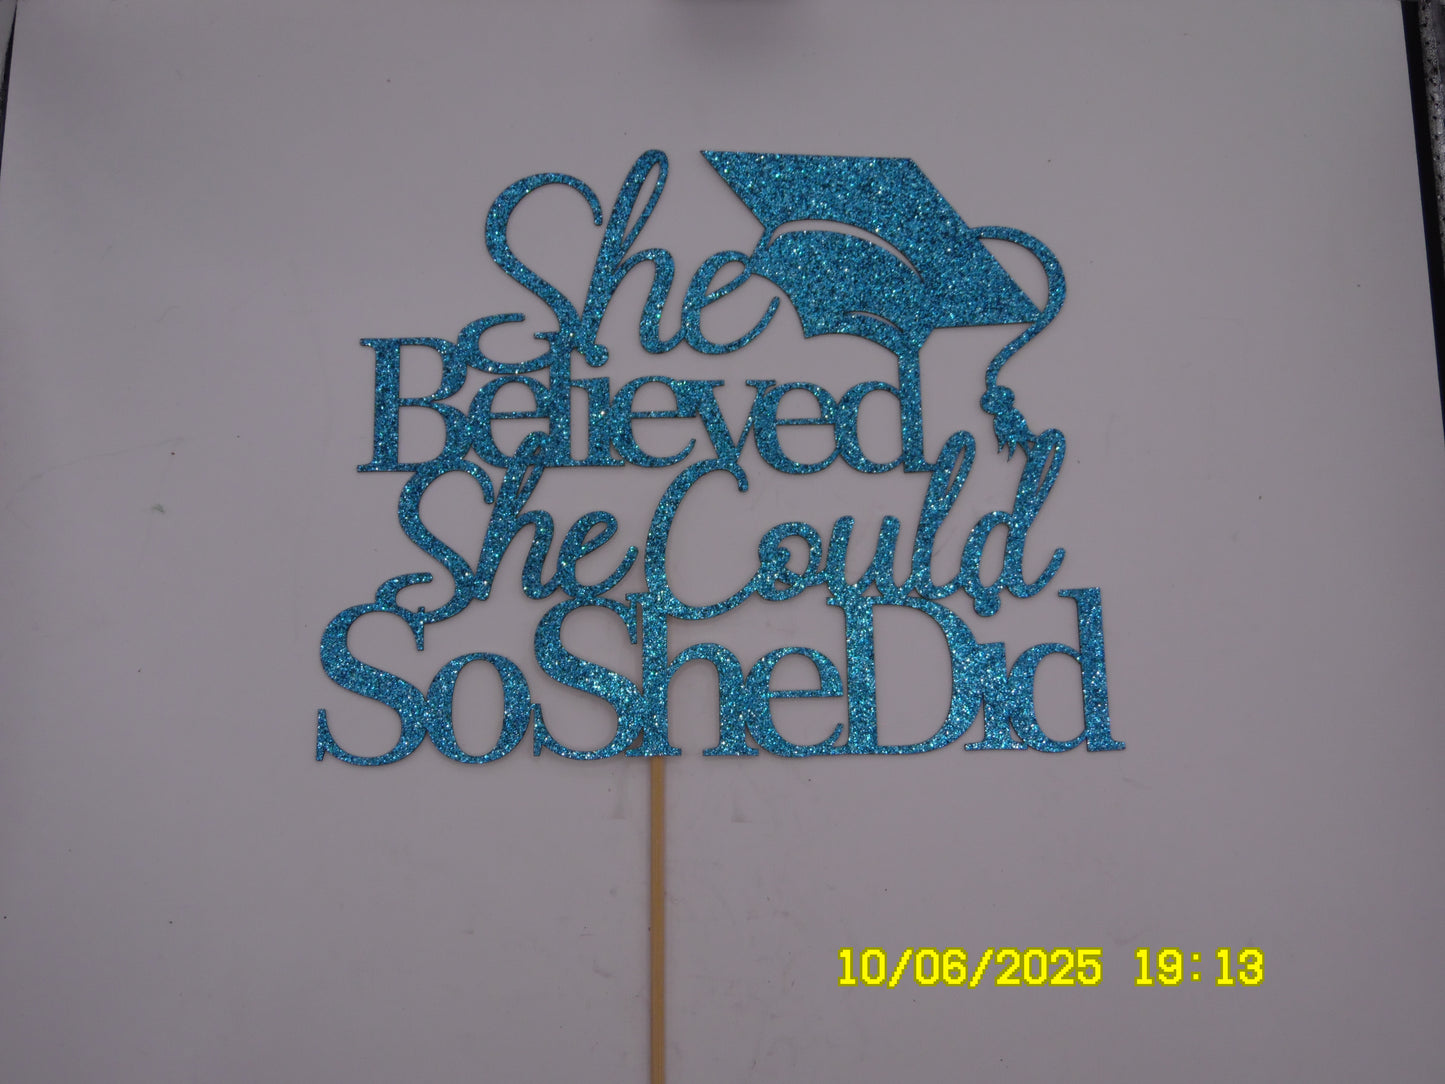 She
Believed
She Could
So She Did
10/06/2025 19:13